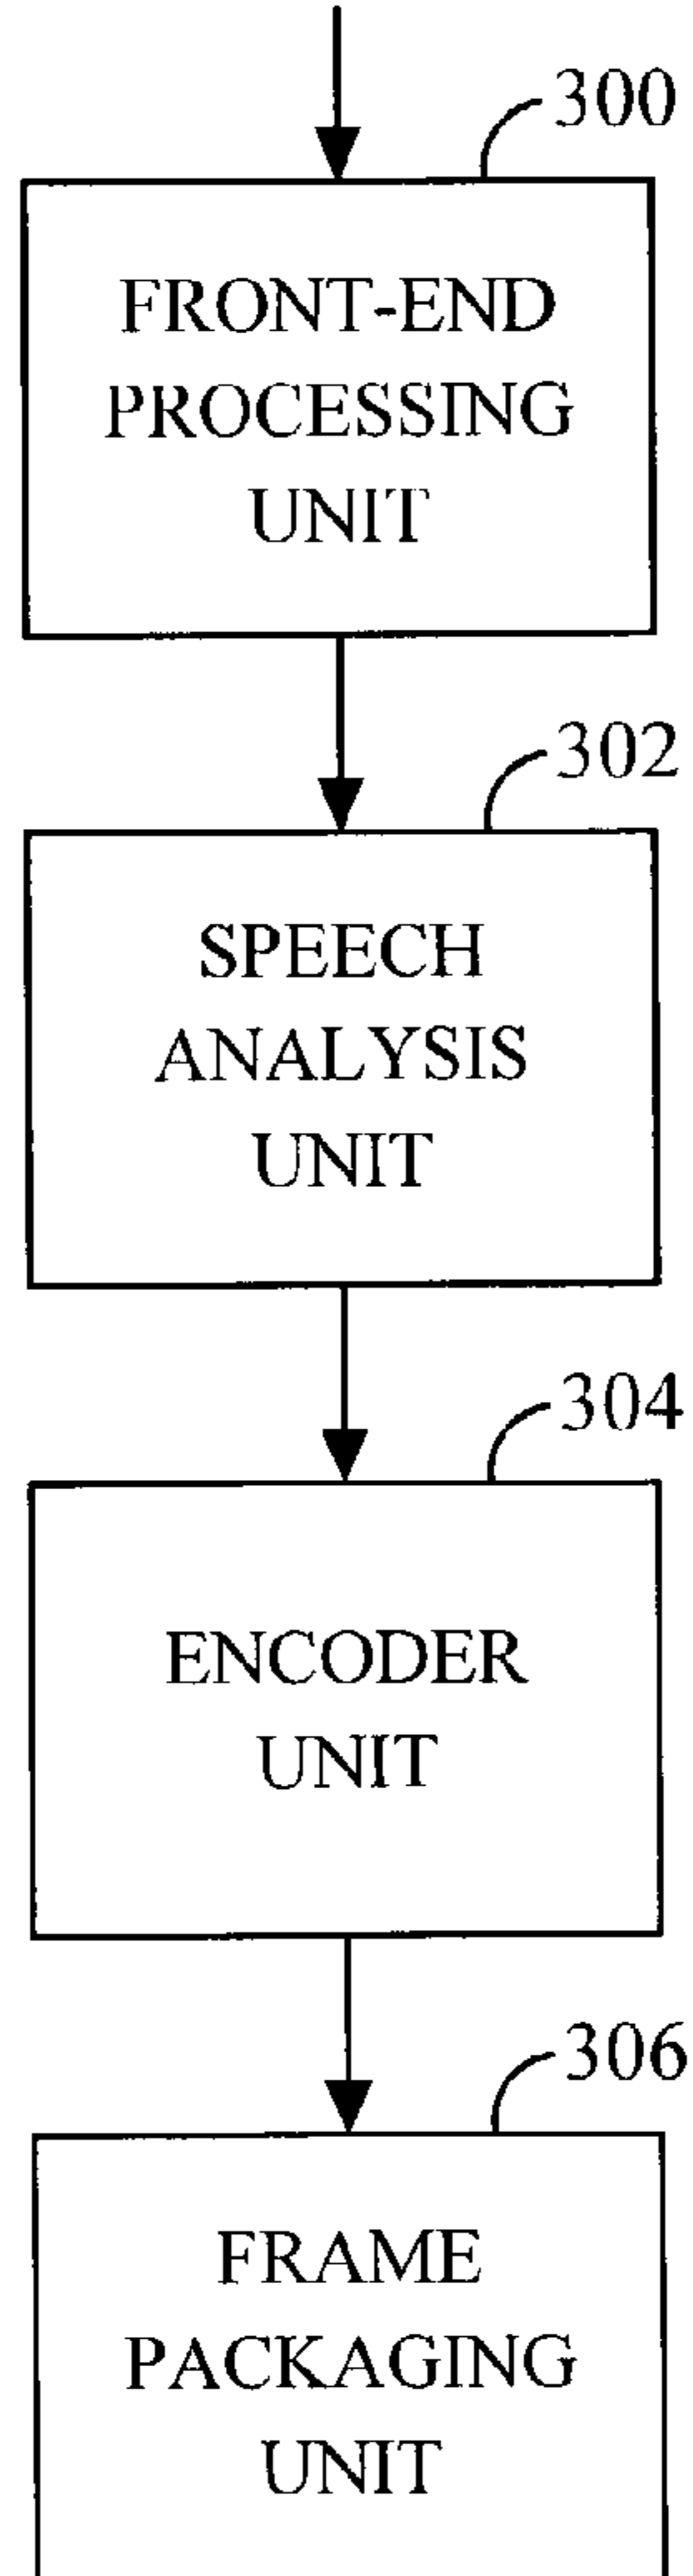 300
FRONT-END
PROCESSING
UNIT
302
SPEECH
ANALYSIS
UNIT
304
ENCODER
UNIT
306
FRAME
PACKAGING
UNIT